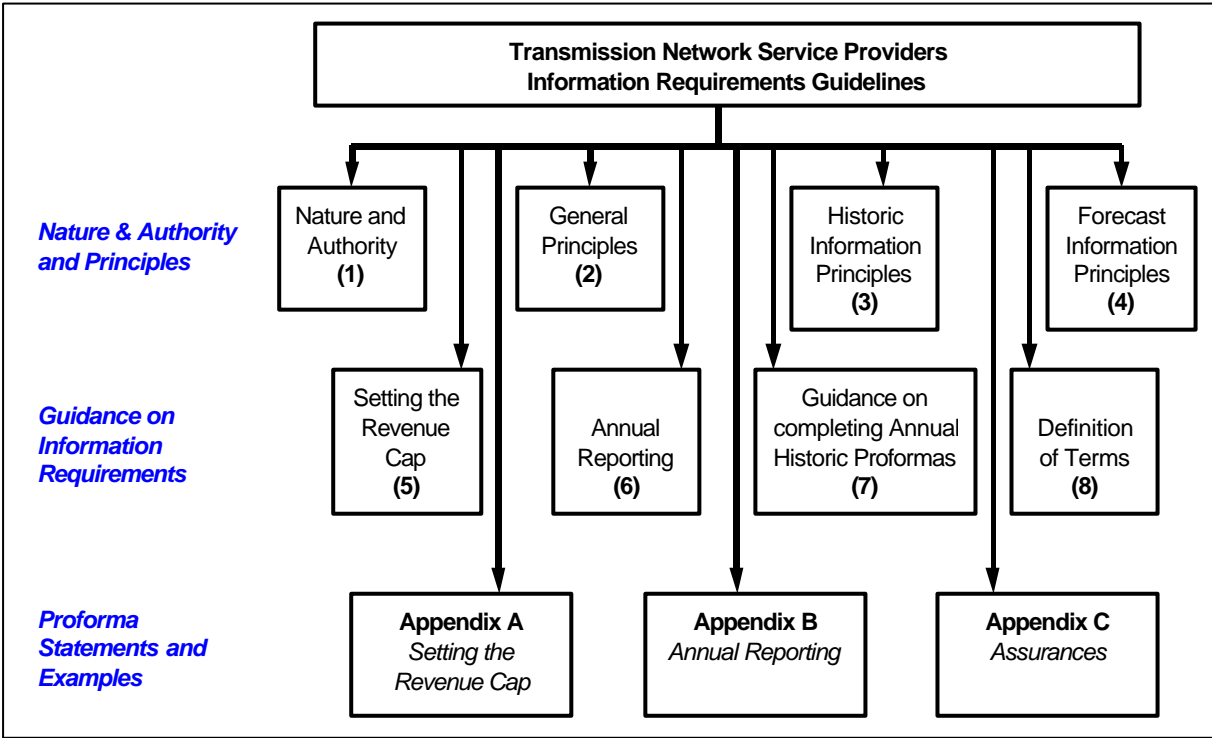 Transmission Network Service Providers
Information Requirements Guidelines
Nature & Authority
and Principles
Nature and
Authority
(1)
General
Principles
(2)
Historic
Information
Principles
(3)
Forecast
Information
Principles
(4)
Guidance on
Information
Requirements
Setting the
Revenue
Cap
(5)
Annual
Reporting
(6)
Guidance on
completing Annual
Historic Proformas
(7)
Definition
of Terms
(8)
Proforma
Statements and
Examples
Appendix A
Setting the
Revenue Cap
Appendix B
Annual Reporting
Appendix C
Assurances